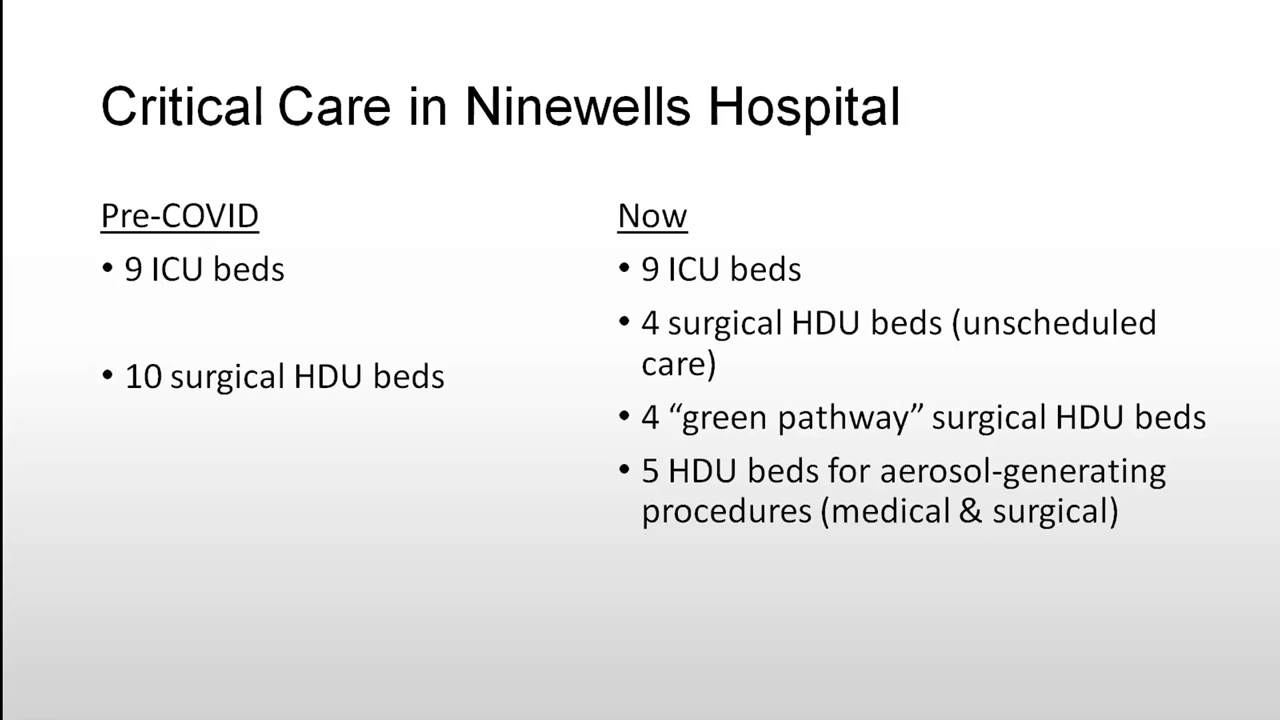 Critical Care in Ninewells Hospital
Pre-COVID
• 9 ICU beds
• 10 surgical HDU beds
Now
• 9 ICU beds
• 4 surgical HDU beds (unscheduled
care)
• 4 “green pathway” surgical HDU beds
• 5 HDU beds for aerosol-generating
procedures (medical & surgical)